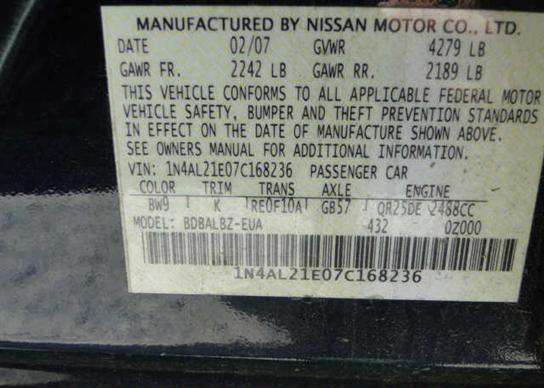 MANUFACTURED BY NISSAN MOTOR CO., LTD.
DATE 02/07 GVWR 4279 LB
GAWR FR. 2242 LB GAWR RR. 2189 LB
THIS VEHICLE CONFORMS TO ALL APPLICABLE FEDERAL MOTOR
VEHICLE SAFETY, BUMPER AND THEFT PREVENTION STANDARDS
IN EFFECT ON THE DATE OF MANUFACTURE SHOWN ABOVE.
SEE OWNERS MANUAL FOR ADDITIONAL INFORMATION.
VIN: 1N4AL21E07C168236 PASSENGER CAR
COLOR TRIM TRANS AXLE ENGINE
BW9 K RE0F10A GB57 QR25DE 2488CC
MODEL: BDBALBZ-EUA 432 0Z000
1N4AL21E07C168236